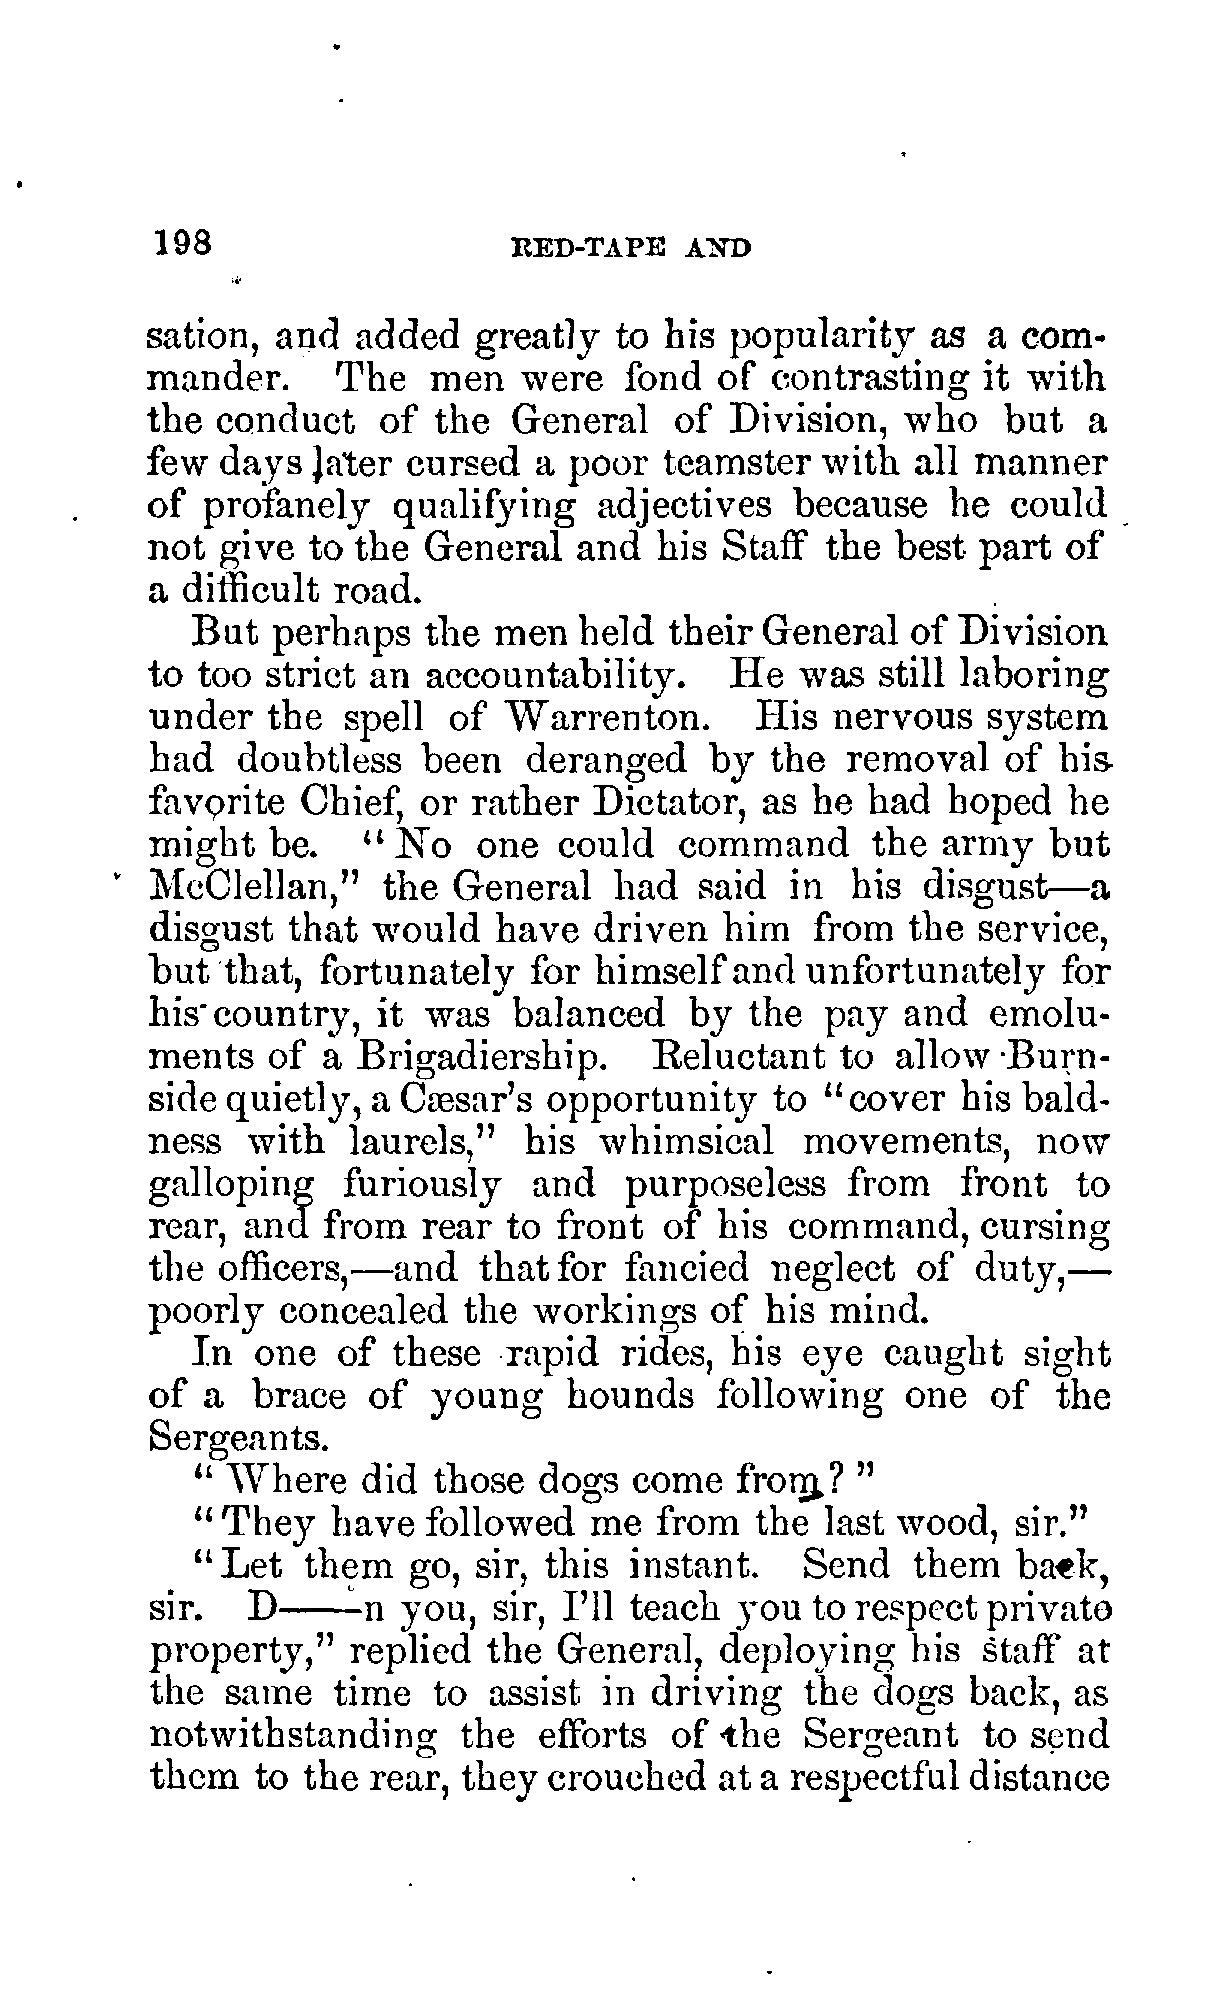 198 RED-TAPE AND
sation, and added greatly to his popularity as a com-
mander. The men were fond of contrasting it with
the conduct of the General of Division, who but a
few days later cursed a poor teamster with all manner
of profanely qualifying adjectives because he could
not give to the General and his Staff the best part of
a difficult road.
But perhaps the men held their General of Division
to too strict an accountability. He was still laboring
under the spell of Warrenton. His nervous system
had doubtless been deranged by the removal of his
favorite Chief, or rather Dictator, as he had hoped he
might be. "No one could command the army but
McClellan," the General had said in his disgust—a
disgust that would have driven him from the service,
but that, fortunately for himself and unfortunately for
his country, it was balanced by the pay and emolu-
ments of a Brigadiership. Reluctant to allow Burn-
side quietly, a Cæsar's opportunity to "cover his bald-
ness with laurels," his whimsical movements, now
galloping furiously and purposeless from front to
rear, and from rear to front of his command, cursing
the officers,—and that for fancied neglect of duty,—
poorly concealed the workings of his mind.
In one of these rapid rides, his eye caught sight
of a brace of young hounds following one of the
Sergeants.
"Where did those dogs come from?"
"They have followed me from the last wood, sir."
"Let them go, sir, this instant. Send them back,
sir. D——n you, sir, I'll teach you to respect private
property," replied the General, deploying his staff at
the same time to assist in driving the dogs back, as
notwithstanding the efforts of the Sergeant to send
them to the rear, they crouched at a respectful distance